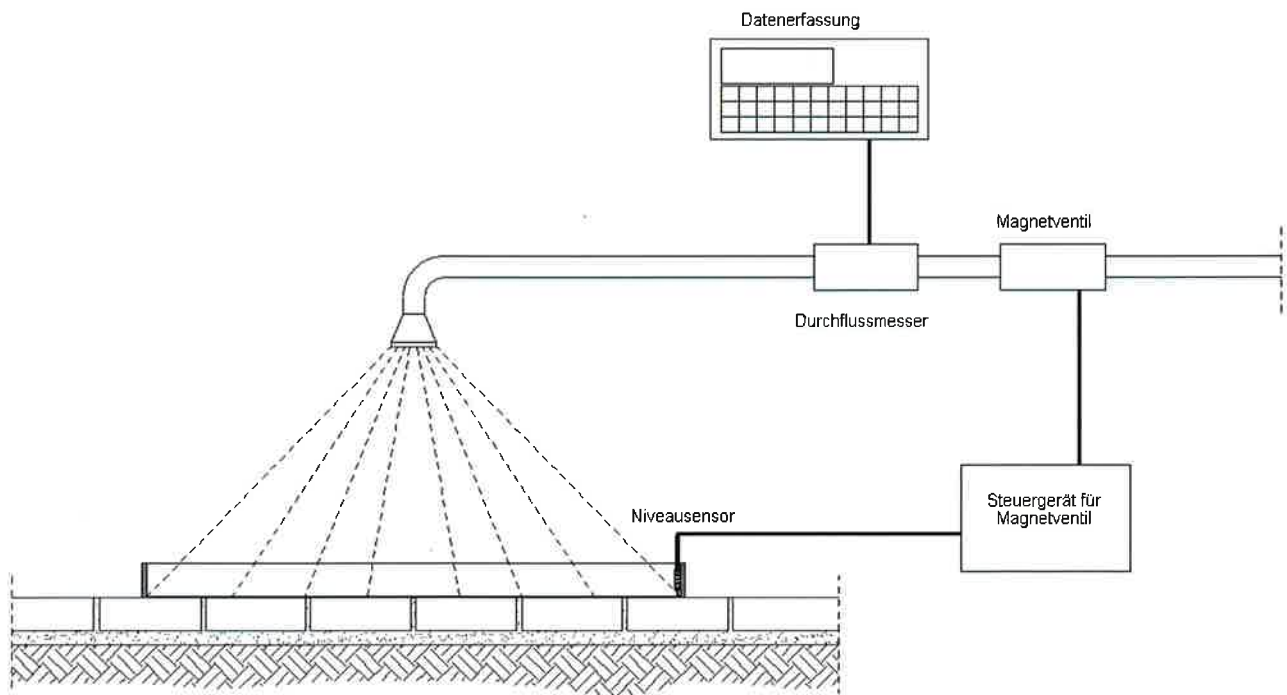 Datenerfassung
Magnetventil
Durchflussmesser
Niveausensor
Steuergerät für
Magnetventil